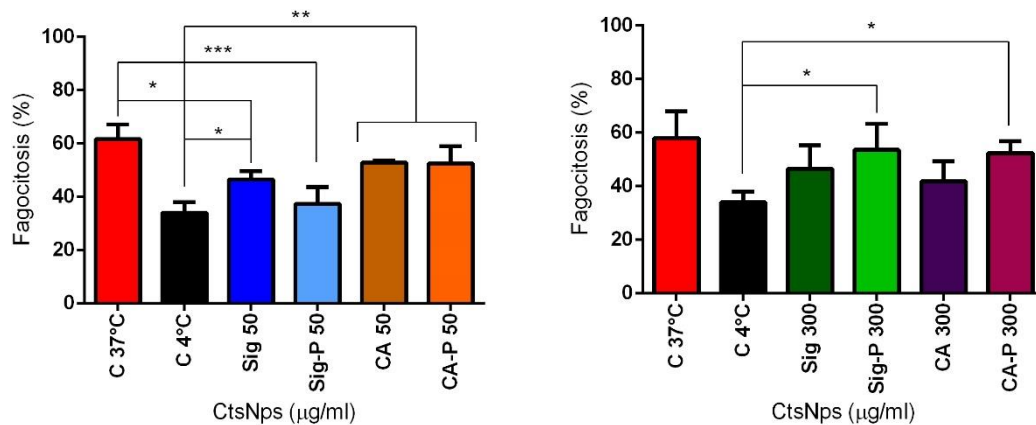 **
***
*
*
Fagocitosis (%)
100
80
60
40
20
0
C 37°C
C 4°C
Sig 50
Sig-P 50
CA 50
CA-P 50
CtsNps (μg/ml)
*
*
Fagocitosis (%)
100
80
60
40
20
0
C 37°C
C 4°C
Sig 300
Sig-P 300
CA 300
CA-P 300
CtsNps (μg/ml)